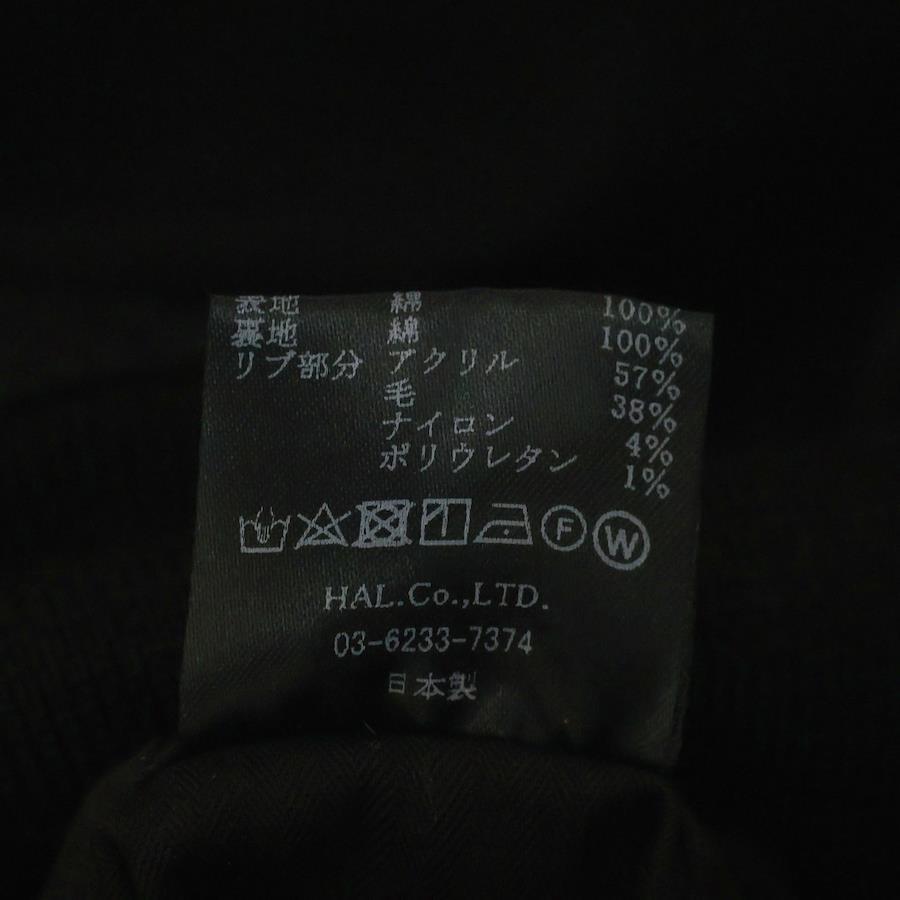 表地 綿 100%
裏地 綿 100%
リブ部分 アクリル 57%
毛 38%
ナイロン 4%
ポリウレタン 1%
F W
HAL.Co.,LTD.
03-6233-7374
日本製